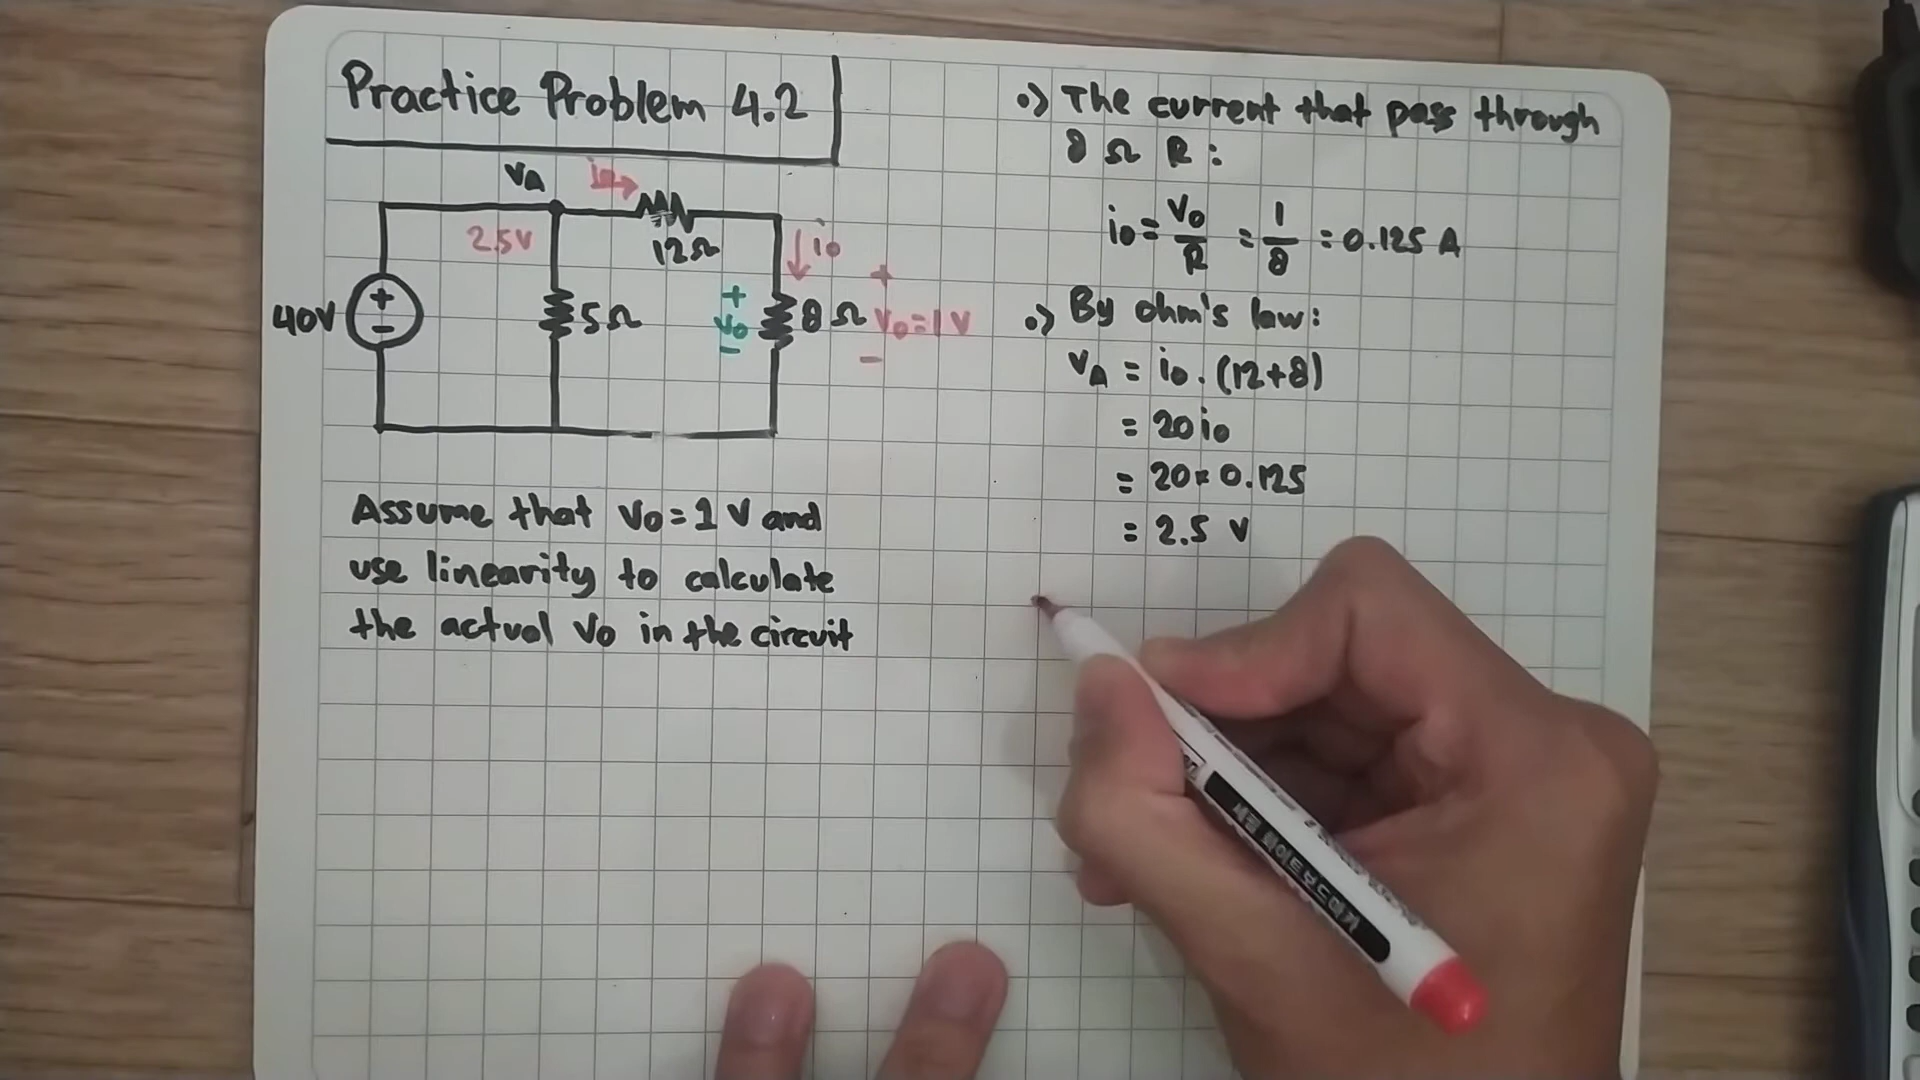 Practice Problem 4.2
VA
2.5V
12Ω
io
40V
+
-
5Ω
+
Vo
-
8Ω
+
Vo=1V
-
Assume that Vo=1 V and
use linearity to calculate
the actual Vo in the circuit
•) The current that pass through
8 Ω R:
io = Vo/R = 1/8 = 0.125 A
•) By ohm's law:
VA = io. (12+8)
= 20io
= 20×0.125
= 2.5 V